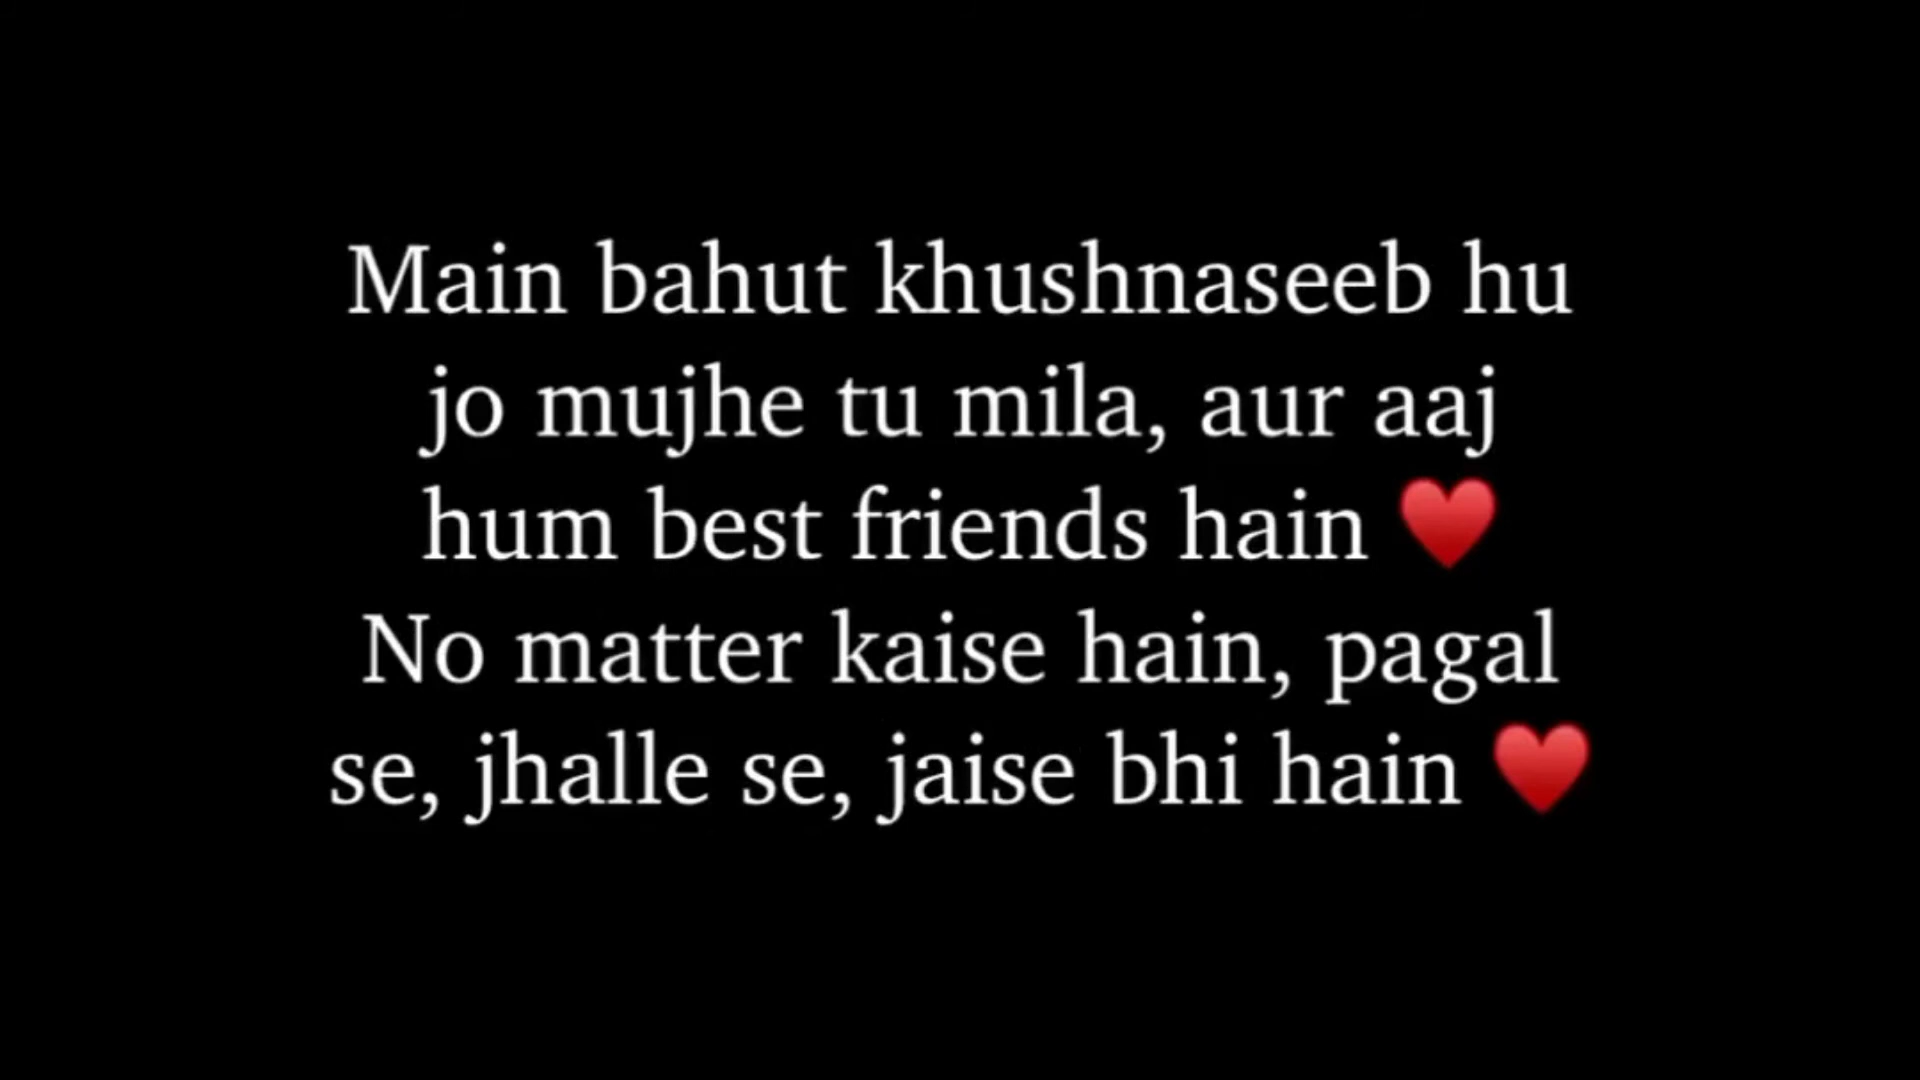 Main bahut khushnaseeb hu
jo mujhe tu mila, aur aaj
hum best friends hain ♥️
No matter kaise hain, pagal
se, jhalle se, jaise bhi hain ♥️